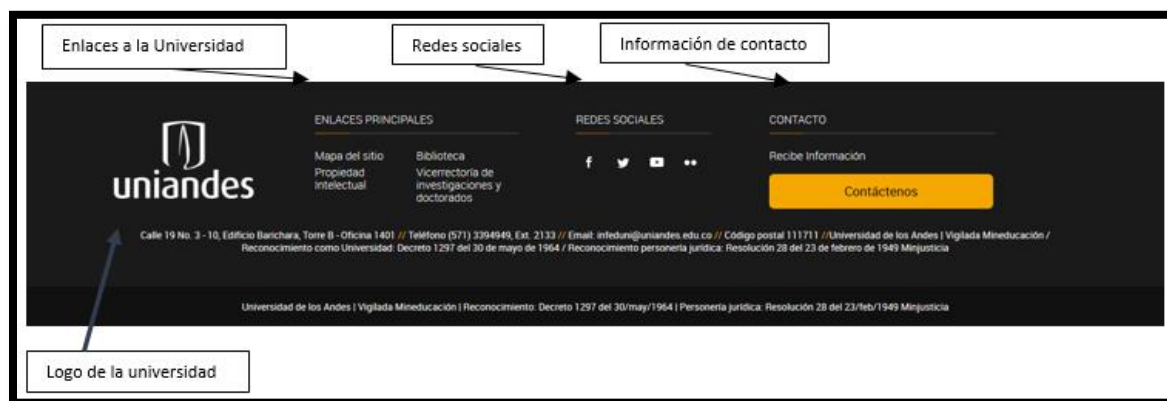 Enlaces a la Universidad
Redes sociales
Información de contacto
uniandes
ENLACES PRINCIPALES
Mapa del sitio
Propiedad
Intelectual
Biblioteca
Vicerrectoría de
investigaciones y
doctorados
REDES SOCIALES
CONTACTO
Recibe Información
Contáctenos
Calle 19 No. 3 - 10, Edificio Barichara, Torre B - Oficina 1401 // Teléfono (571) 3394949, Ext. 2133 // Email: infeduni@uniandes.edu.co // Código postal 111711 //Universidad de los Andes | Vigilada Mineducación /
Reconocimiento como Universidad: Decreto 1297 del 30 de mayo de 1964 / Reconocimiento personería jurídica: Resolución 28 del 23 de febrero de 1949 Minjusticia
Universidad de los Andes | Vigilada Mineducación | Reconocimiento: Decreto 1297 del 30/may/1964 | Personería jurídica: Resolución 28 del 23/feb/1949 Minjusticia
Logo de la universidad